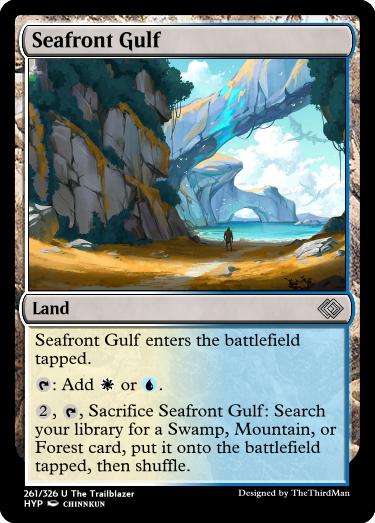 Seafront Gulf
Land
Seafront Gulf enters the battlefield
tapped.
: Add or .
2, , Sacrifice Seafront Gulf: Search
your library for a Swamp, Mountain, or
Forest card, put it onto the battlefield
tapped, then shuffle.
261/326 U The Trailblazer
Designed by TheThirdMan
HYP CHINNKUN